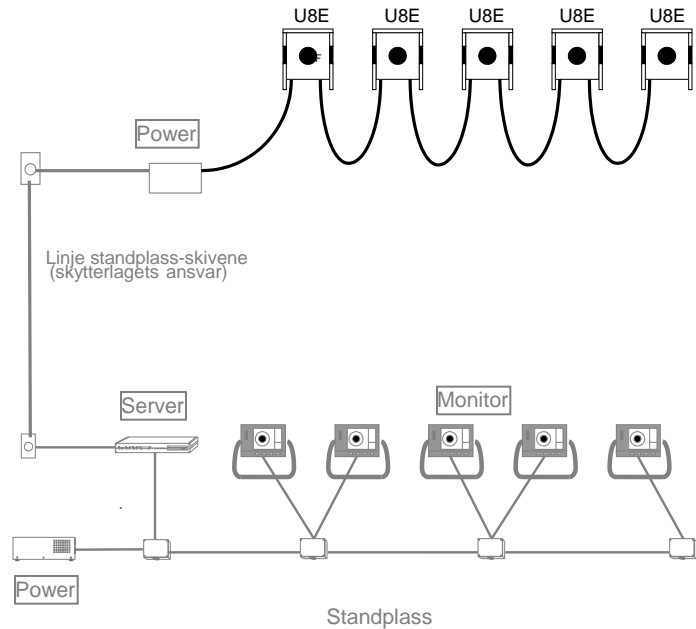 U8E U8E U8E U8E U8E
Power
Linje standplass-skivene
(skytterlagets ansvar)
Server
Monitor
Power
Standplass